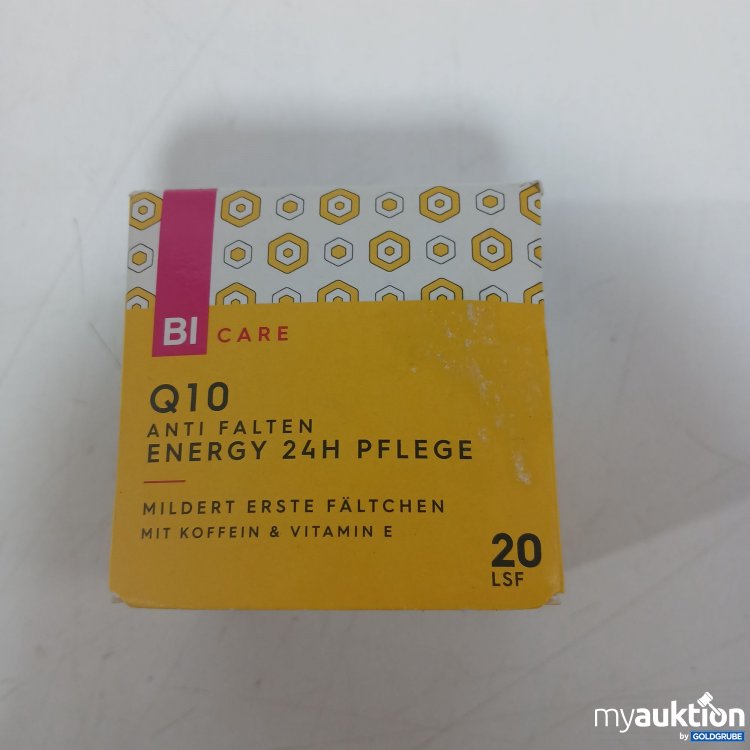 BI CARE
Q10
ANTI FALTEN
ENERGY 24H PFLEGE
MILDERT ERSTE FÄLTCHEN
MIT KOFFEIN & VITAMIN E
20
LSF
myauktion
by GOLDGRUBE